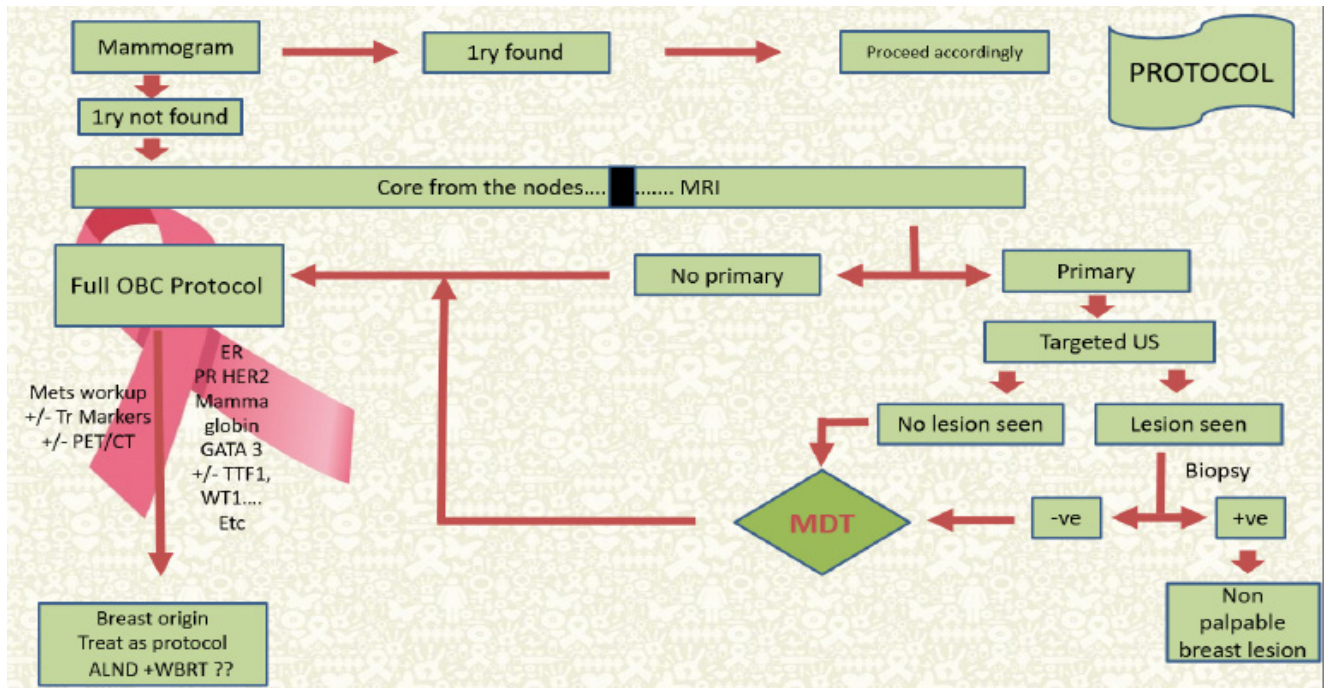 Mammogram
1ry found
Proceed accordingly
PROTOCOL
1ry not found
Core from the nodes.... ....... MRI
Full OBC Protocol
No primary
Primary
Targeted US
No lesion seen
Lesion seen
Biopsy
-ve
+ve
MDT
Non
palpable
breast lesion
Mets workup
+/- Tr Markers
+/- PET/CT
ER
PR HER2
Mamma
globin
GATA 3
+/- TTF1,
WT1....
Etc
Breast origin
Treat as protocol
ALND +WBRT ??